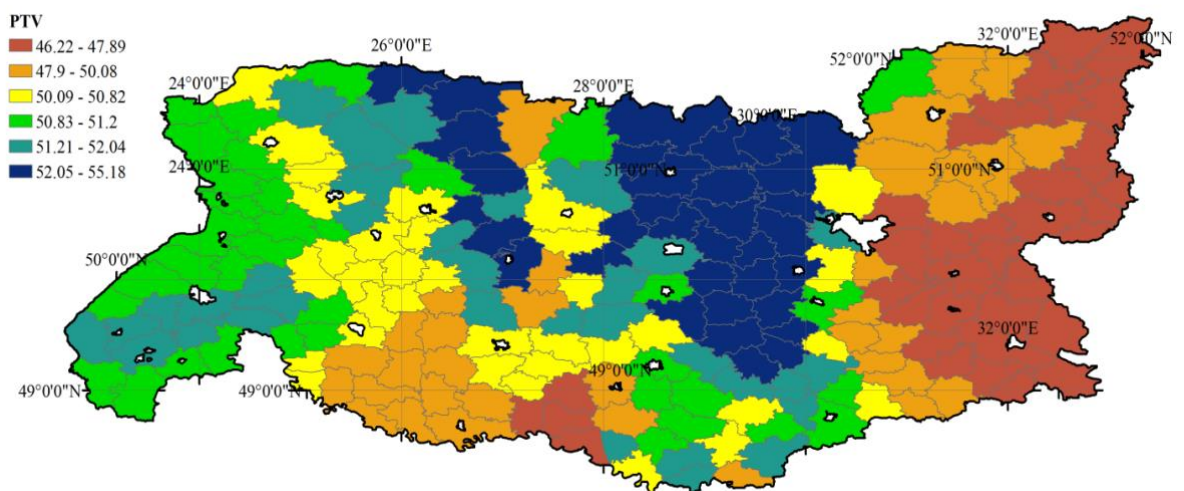 PTV
46.22 - 47.89
47.9 - 50.08
50.09 - 50.82
50.83 - 51.2
51.21 - 52.04
52.05 - 55.18
32°0'0"E
52°0'0"N
26°0'0"E
52°0'0"N
24°0'0"E
28°0'0"E
30°0'0"E
24°0'0"E
51°0'0"N
51°0'0"N
50°0'0"N
32°0'0"E
49°0'0"N
49°0'0"N
49°0'0"N